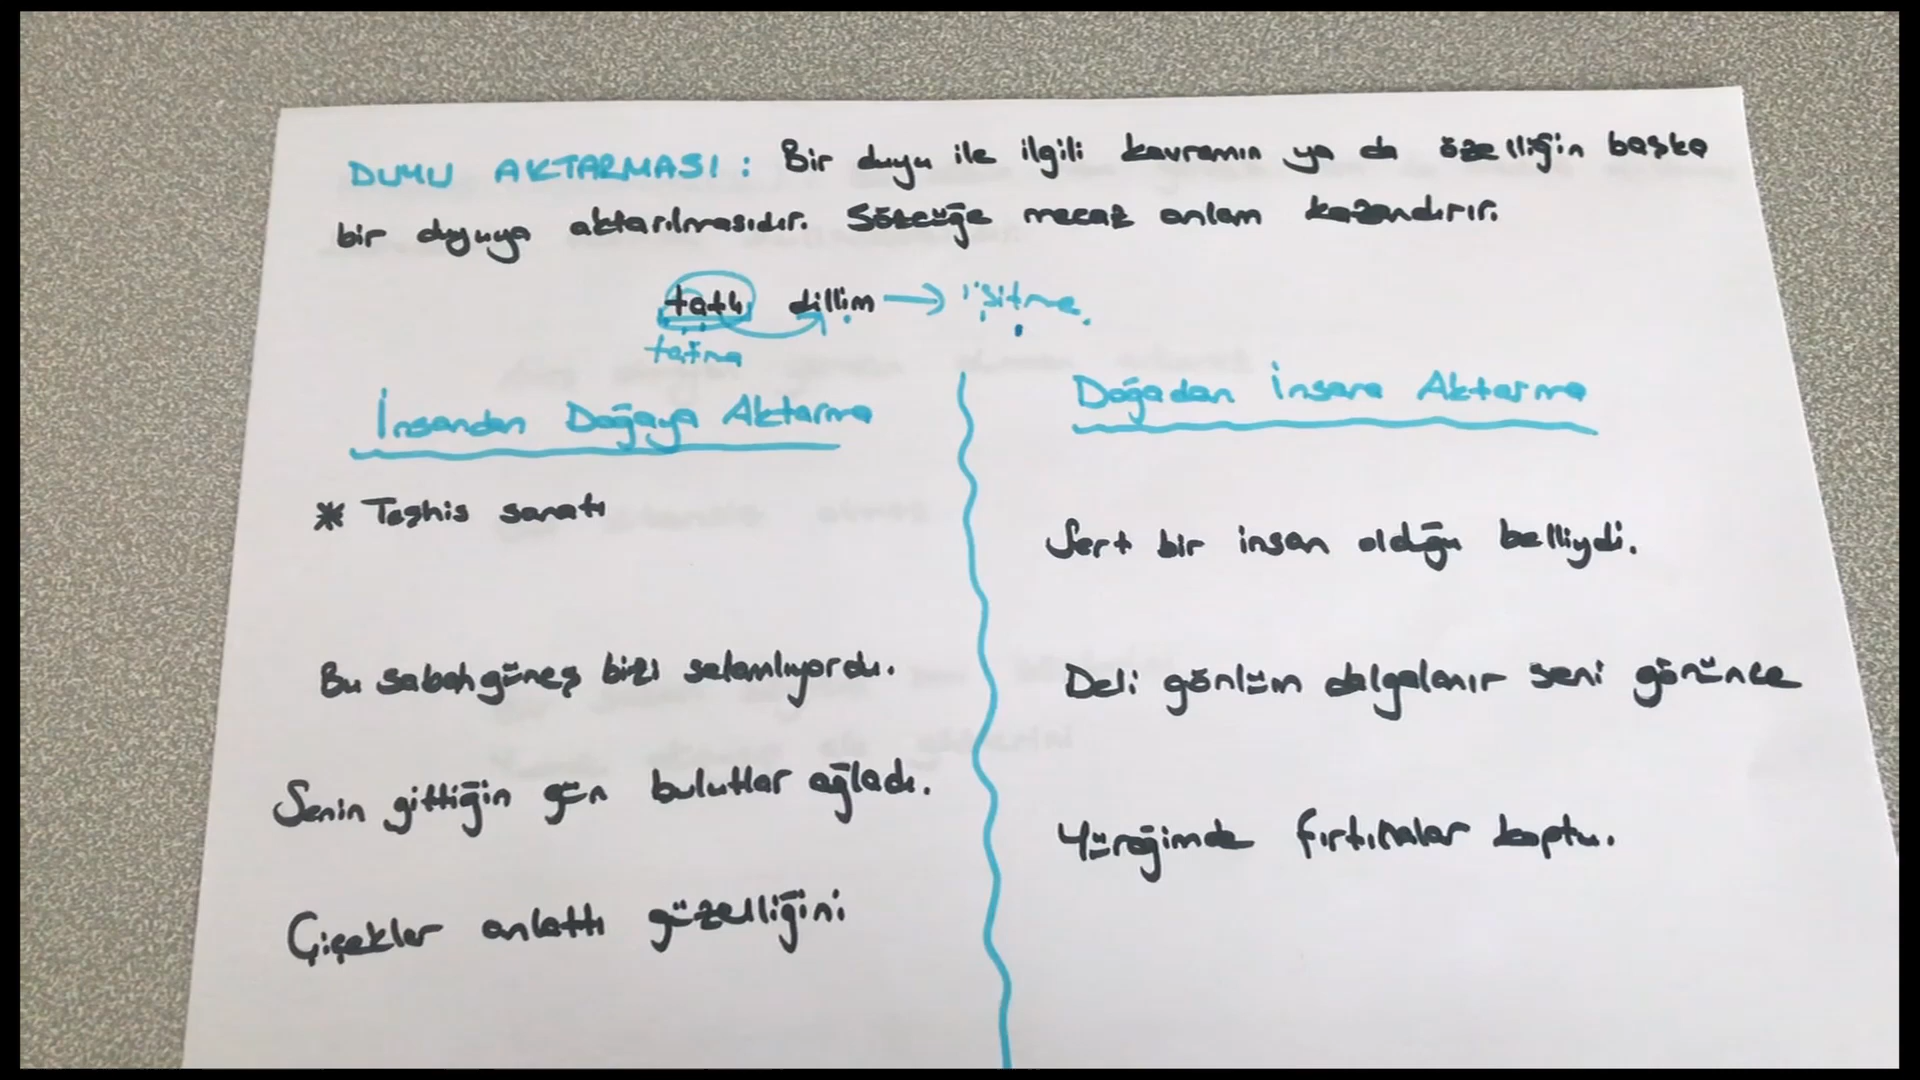 DUYU AKTARMASI : Bir duyu ile ilgili kavramın ya da özelliğin başka
bir duyuya aktarılmasıdır. Sözcüğe mecaz anlam kazandırır.
tatlı dillim → işitme
tatma
İnsandan Doğaya Aktarma
* Teşhis sanatı
Bu sabah güneş bizi selamlıyordu.
Senin gittiğin gün bulutlar ağladı.
Çiçekler anlattı güzelliğini
Doğadan İnsana Aktarma
Sert bir insan olduğu belliydi.
Deli gönlüm dalgalanır seni görünce
Yüreğimde fırtınalar koptu.